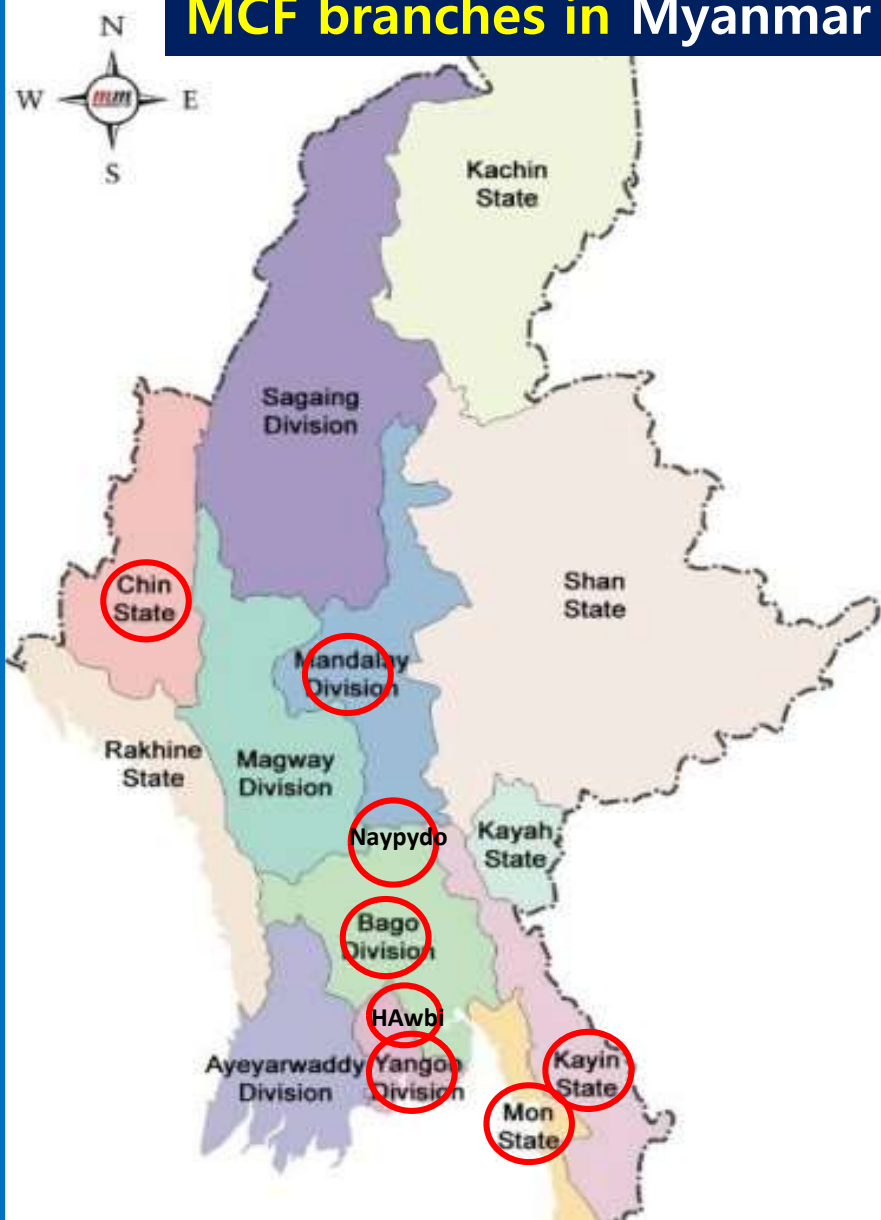 MCF branches in Myanmar
N
W
mm
E
S
Kachin
State
Sagaing
Division
Chin
State
Shan
State
Mandalay
Division
Rakhine
State
Magway
Division
Naypydo
Kayah
State
Bago
Division
HAwbi
Ayeyarwaddy
Division
Yangon
Division
Kayin
State
Mon
State